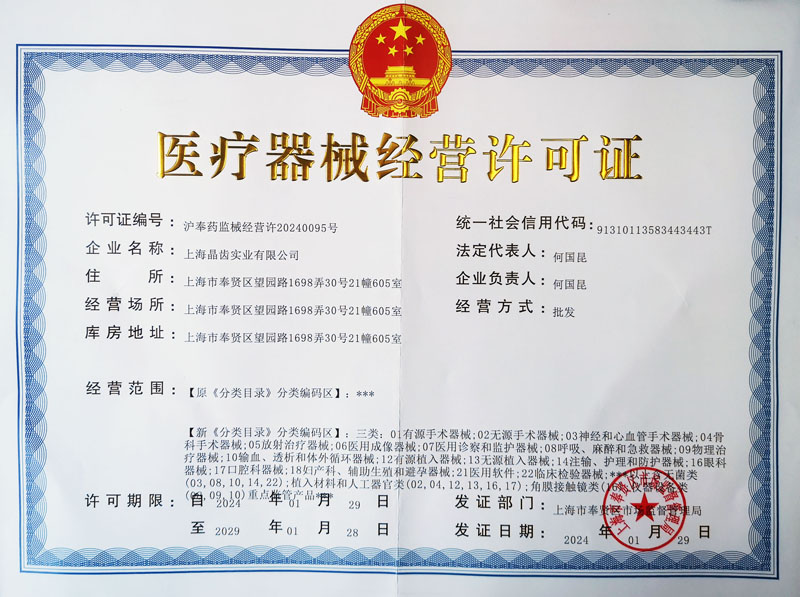 医疗器械经营许可证
许可证编号：沪奉药监械经营许20240095号
统一社会信用代码：91310113583443443T
企业名称：上海晶齿实业有限公司
法定代表人：何国昆
住所：上海市奉贤区望园路1698弄30号21幢605室
企业负责人：何国昆
经营场所：上海市奉贤区望园路1698弄30号21幢605室
经营方式：批发
库房地址：上海市奉贤区望园路1698弄30号21幢605室
经营范围：【原《分类目录》分类编码区】：***
【新《分类目录》分类编码区】：三类：01有源手术器械;02无源手术器械;03神经和心血管手术器械;04骨
科手术器械;05放射治疗器械;06医用成像器械;07医用诊察和监护器械;08呼吸、麻醉和急救器械;09物理治
疗器械;10输血、透析和体外循环器械;12有源植入器械;13无源植入器械;14注输、护理和防护器械;16眼科
器械;17口腔科器械;18妇产科、辅助生殖和避孕器械;21医用软件;22临床检验器械;***以上含无菌类
(03,08,10,14,22);植入材料和人工器官类(02,04,12,13,16,17);角膜接触镜类(16)
(08,09,10)重点监管产品***
许可期限：自2024年01月29日
发证部门：上海市奉贤区市场监督管理局
至2029年01月28日
发证日期：2024年01月29日